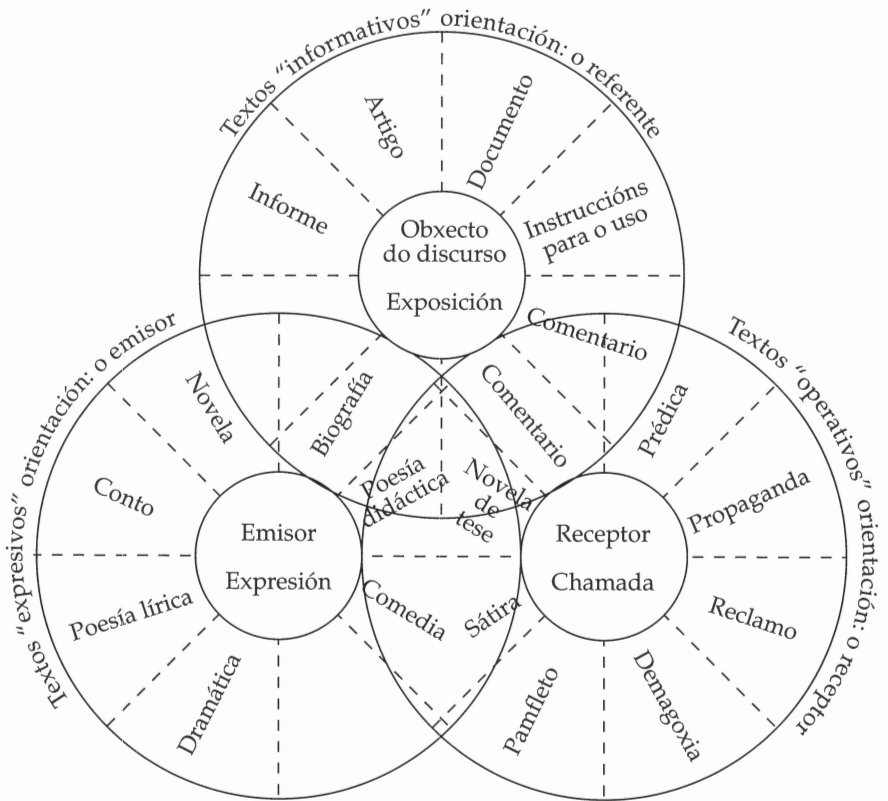 Textos “informativos” orientación: o referente
Informe
Artigo
Documento
Instruccións
para o uso
Obxecto
do discurso
Exposición
Textos “expresivos” orientación: o emisor
Textos “operativos” orientación: o receptor
Comentario
Novela
Biografía
Comentario
Prédica
Conto
Poesía
didáctica
Novela
de
tese
Propaganda
Emisor
Expresión
Receptor
Chamada
Poesía lírica
Comedia
Sátira
Reclamo
Dramática
Pamfleto
Demagoxia